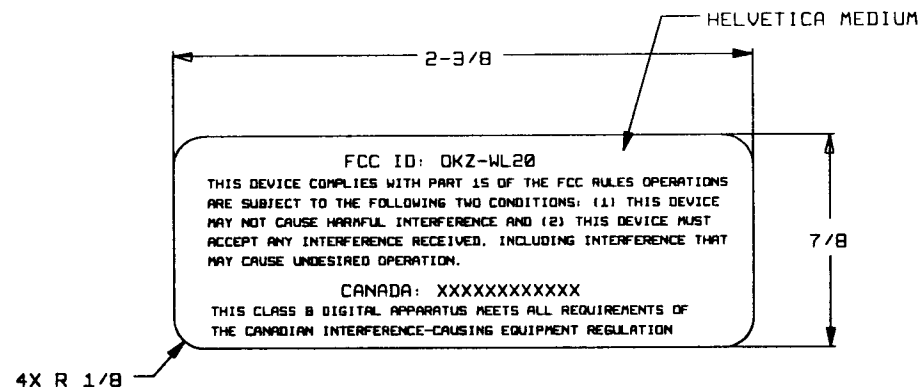 HELVETICA MEDIUM
2-3/8
FCC ID: OKZ-WL20
THIS DEVICE COMPLIES WITH PART 15 OF THE FCC RULES OPERATIONS
ARE SUBJECT TO THE FOLLOWING TWO CONDITIONS: (1) THIS DEVICE
MAY NOT CAUSE HARMFUL INTERFERENCE AND (2) THIS DEVICE MUST
ACCEPT ANY INTERFERENCE RECEIVED, INCLUDING INTERFERENCE THAT
MAY CAUSE UNDESIRED OPERATION.
7/8
CANADA: XXXXXXXXXXXX
THIS CLASS B DIGITAL APPARATUS MEETS ALL REQUIREMENTS OF
THE CANADIAN INTERFERENCE-CAUSING EQUIPMENT REGULATION
4X R 1/8